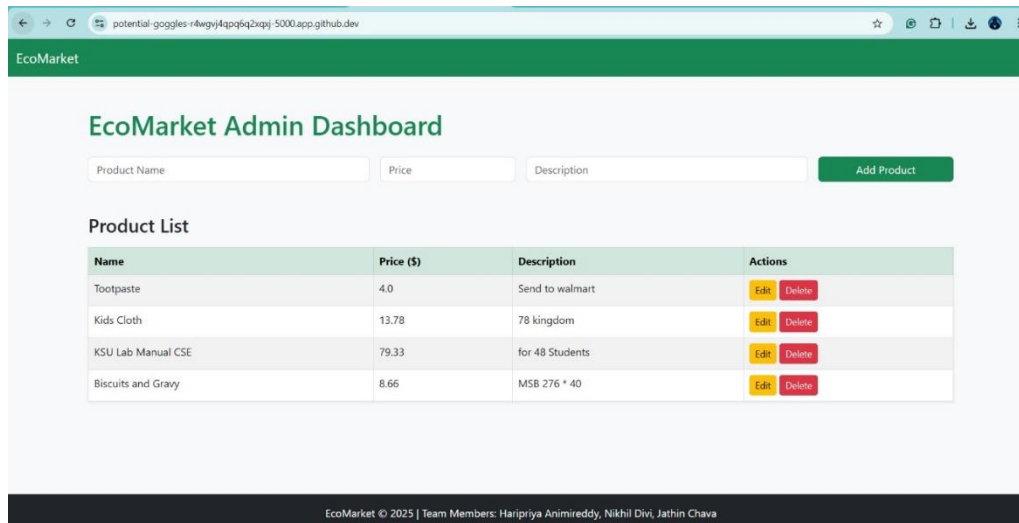 potential-goggles-r4wgvj4qpq6q2xqpj-5000.app.github.dev
EcoMarket
EcoMarket Admin Dashboard
Product Name Price Description Add Product
Product List
Name Price ($) Description Actions
Tootpaste 4.0 Send to walmart Edit Delete
Kids Cloth 13.78 78 kingdom Edit Delete
KSU Lab Manual CSE 79.33 for 48 Students Edit Delete
Biscuits and Gravy 8.66 MSB 276 * 40 Edit Delete
EcoMarket © 2025 | Team Members: Haripriya Animireddy, Nikhil Divi, Jathin Chava